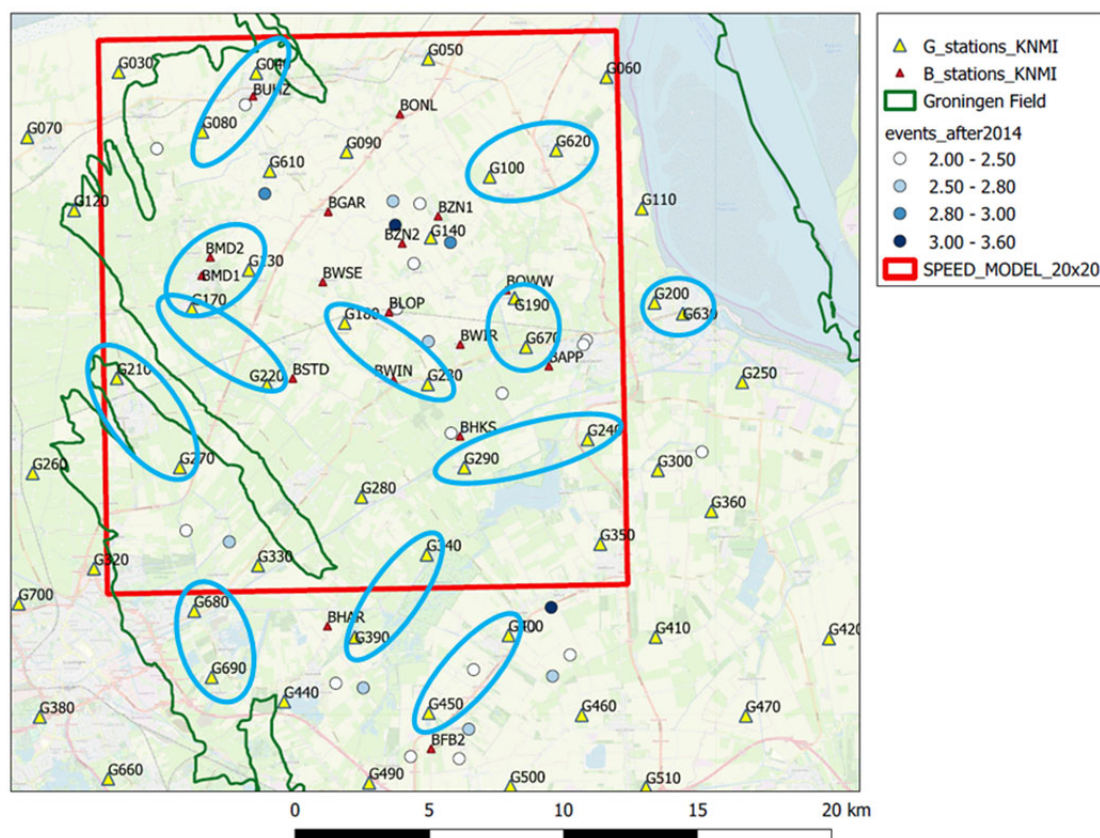 G_stations_KNMI
B_stations_KNMI
Groningen Field
events_after2014
2.00 - 2.50
2.50 - 2.80
2.80 - 3.00
3.00 - 3.60
SPEED_MODEL_20x20
G030
G040
G050
G060
BUHZ
BONL
G070
G080
G090
G620
G610
G100
G120
BGAR
BZN1
G110
BZN2
G140
BMD2
BMD1
G130
BWSE
BOWW
G170
BLOP
G190
G200
G630
G180
BWIR
G670
BAPP
G210
G220
BSTD
BWIN
G230
G250
BHKS
G240
G260
G270
G290
G300
G280
G360
G320
G330
G340
G350
G700
G680
BHAR
G390
G400
G410
G420
G690
G440
G450
G460
G470
G380
BFB2
G660
G490
G500
G510
0 5 10 15 20 km